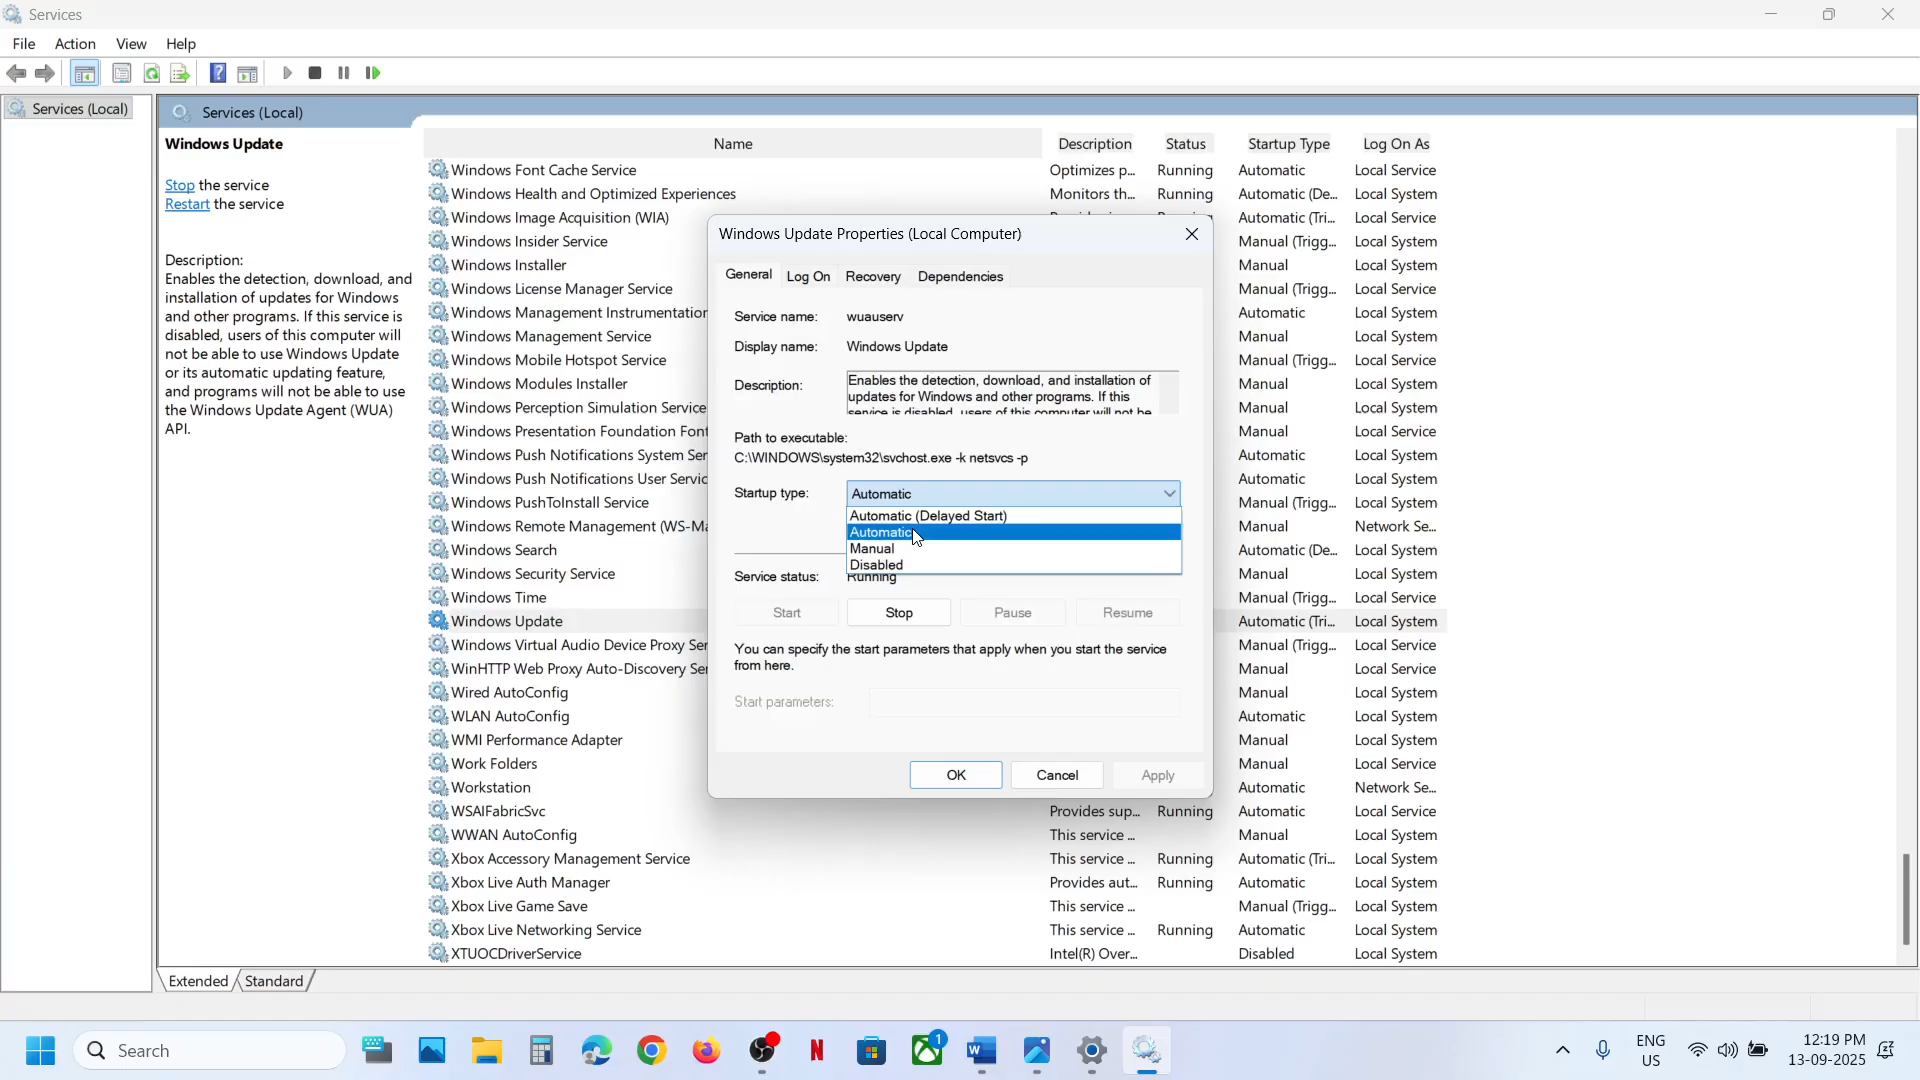 Services
File Action View Help
Services (Local)
Services (Local)
Windows Update
Stop the service
Restart the service
Description:
Enables the detection, download, and
installation of updates for Windows
and other programs. If this service is
disabled, users of this computer will
not be able to use Windows Update
or its automatic updating feature,
and programs will not be able to use
the Windows Update Agent (WUA)
API.
Name Description Status Startup Type Log On As
Windows Font Cache Service Optimizes p... Running Automatic Local Service
Windows Health and Optimized Experiences Monitors th... Running Automatic (De... Local System
Windows Image Acquisition (WIA) Automatic (Tri... Local Service
Windows Insider Service Manual (Trigg... Local System
Windows Installer Manual Local System
Windows License Manager Service Manual (Trigg... Local Service
Windows Management Instrumentation Automatic Local System
Windows Management Service Manual Local System
Windows Mobile Hotspot Service Manual (Trigg... Local Service
Windows Modules Installer Manual Local System
Windows Perception Simulation Service Manual Local System
Windows Presentation Foundation Font Manual Local Service
Windows Push Notifications System Ser Automatic Local System
Windows Push Notifications User Servic Automatic Local System
Windows PushToInstall Service Manual (Trigg... Local System
Windows Remote Management (WS-Ma Manual Network Se...
Windows Search Automatic (De... Local System
Windows Security Service Manual Local System
Windows Time Manual (Trigg... Local Service
Windows Update Automatic (Tri... Local System
Windows Virtual Audio Device Proxy Ser Manual (Trigg... Local System
WinHTTP Web Proxy Auto-Discovery Ser Manual Local Service
Wired AutoConfig Manual Local System
WLAN AutoConfig Automatic Local System
WMI Performance Adapter Manual Local System
Work Folders Manual Local Service
Workstation Automatic Network Se...
WSAIFabricSvc Provides sup... Running Automatic Local Service
WWAN AutoConfig This service ... Manual Local System
Xbox Accessory Management Service This service ... Running Automatic (Tri... Local System
Xbox Live Auth Manager Provides aut... Running Automatic Local System
Xbox Live Game Save This service ... Manual (Trigg... Local System
Xbox Live Networking Service This service ... Running Automatic Local System
XTUOCDriverService Intel(R) Over... Disabled Local System
Windows Update Properties (Local Computer)
General Log On Recovery Dependencies
Service name: wuauserv
Display name: Windows Update
Description: Enables the detection, download, and installation of
updates for Windows and other programs. If this
service is disabled, users of this computer will not be
Path to executable:
C:\WINDOWS\system32\svchost.exe -k netsvcs -p
Startup type: Automatic
Automatic (Delayed Start)
Automatic
Manual
Disabled
Service status: Running
Start Stop Pause Resume
You can specify the start parameters that apply when you start the service
from here.
Start parameters:
OK Cancel Apply
Extended Standard
Search
1
ENG
US
12:19 PM
13-09-2025